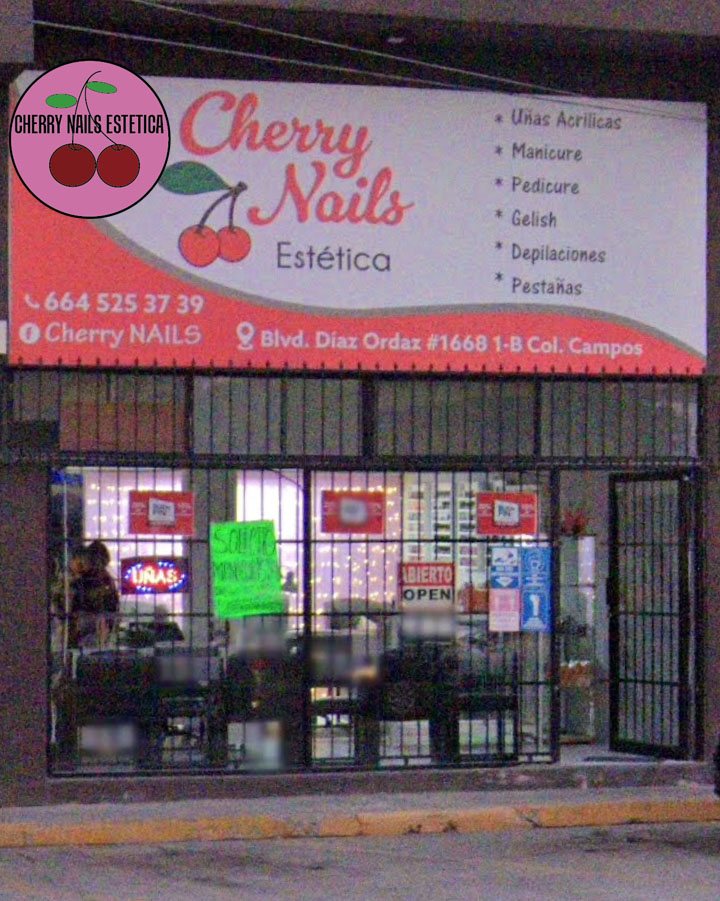 CHERRY NAILS ESTETICA
Cherry
Nails
Estética
* Uñas Acrilicas
* Manicure
* Pedicure
* Gelish
* Depilaciones
* Pestañas
664 525 37 39
Cherry NAILS
Blvd. Díaz Ordaz #1668 1-B Col. Campos
UÑAS
SOLICITO
ABIERTO
OPEN